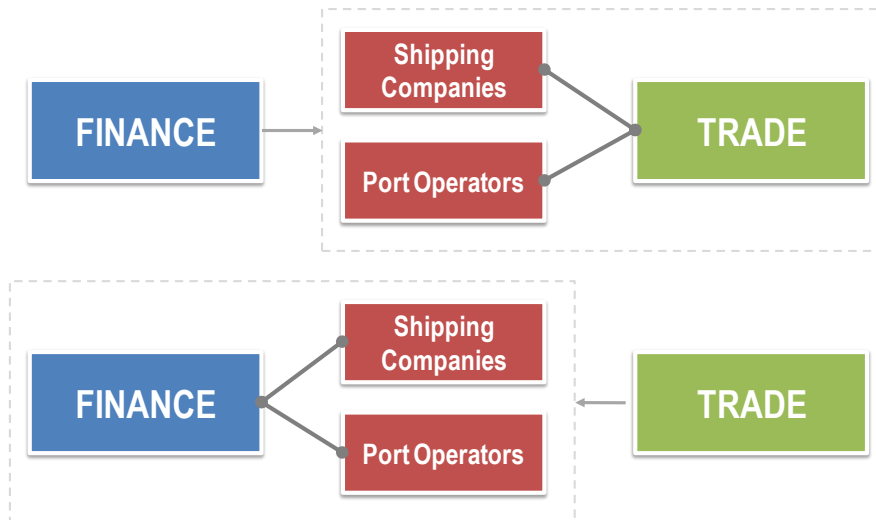 FINANCE
Shipping
Companies
Port Operators
TRADE
FINANCE
Shipping
Companies
Port Operators
TRADE